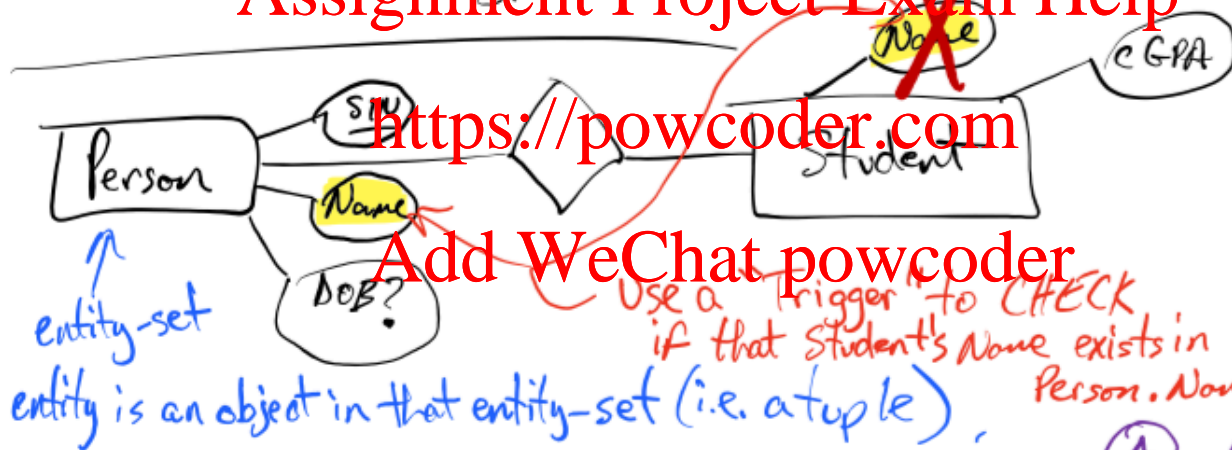 Assignment Project Exam Help
Name
cGPA
SIN
https://powcoder.com
Person
Student
Name
Add WeChat powcoder
DOB?
Use a "Trigger" to CHECK
entity-set
if that Student's Name exists in
Person.Nam
entity is an object in that entity-set (i.e. a tuple).